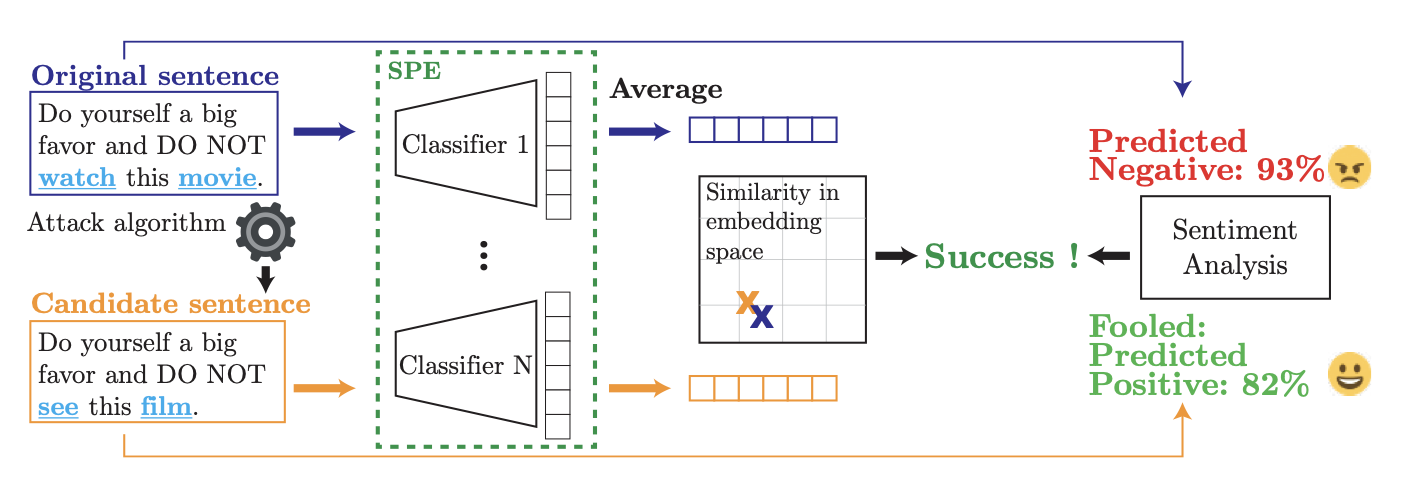 Original sentence
Do yourself a big
favor and DO NOT
watch this movie.
Attack algorithm
Candidate sentence
Do yourself a big
favor and DO NOT
see this film.
SPE
Classifier 1
Classifier N
Average
Similarity in
embedding
space
x
x
Success !
Predicted
Negative: 93%
Sentiment
Analysis
Fooled:
Predicted
Positive: 82%